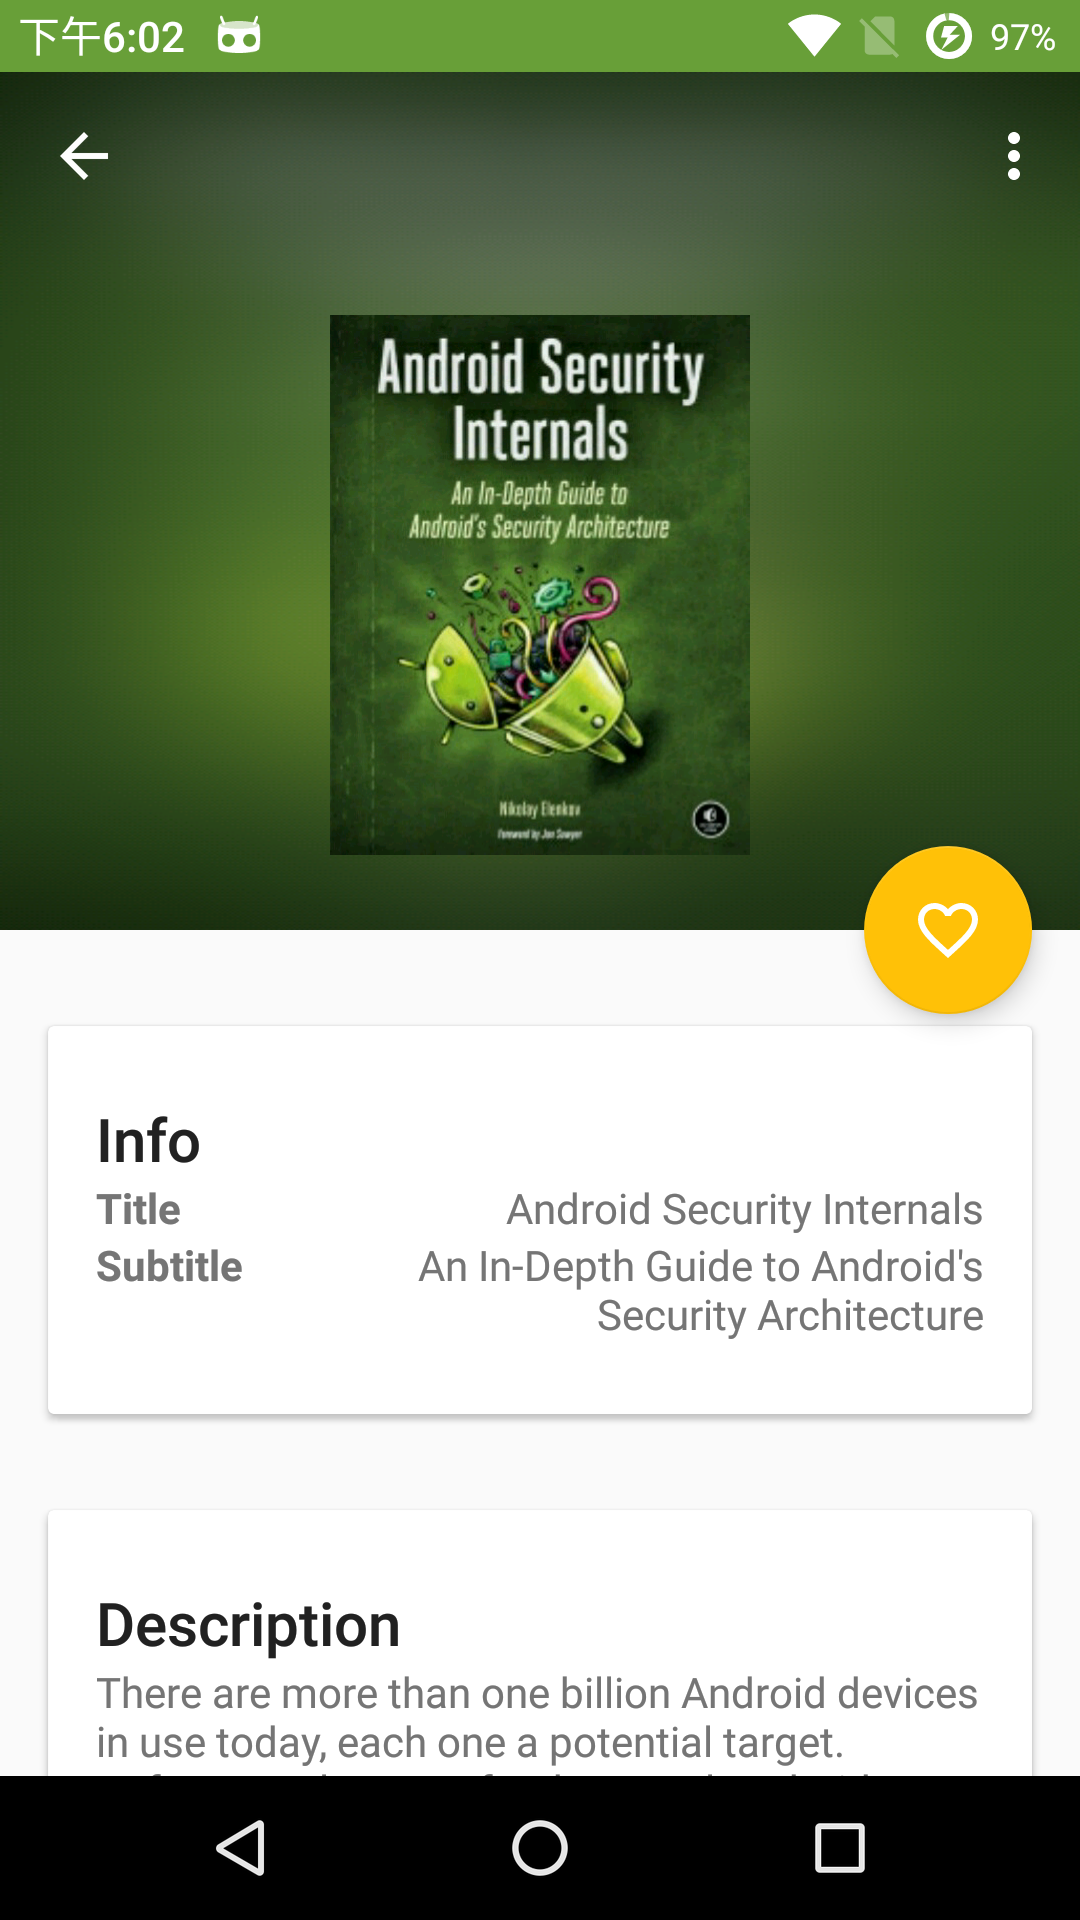 下午6:02
97%
Android Security
Internals
An In-Depth Guide to
Android's Security Architecture
Nikolay Elenkov
Foreword by Jon Sawyer
Info
Title
Android Security Internals
Subtitle
An In-Depth Guide to Android's
Security Architecture
Description
There are more than one billion Android devices
in use today, each one a potential target.